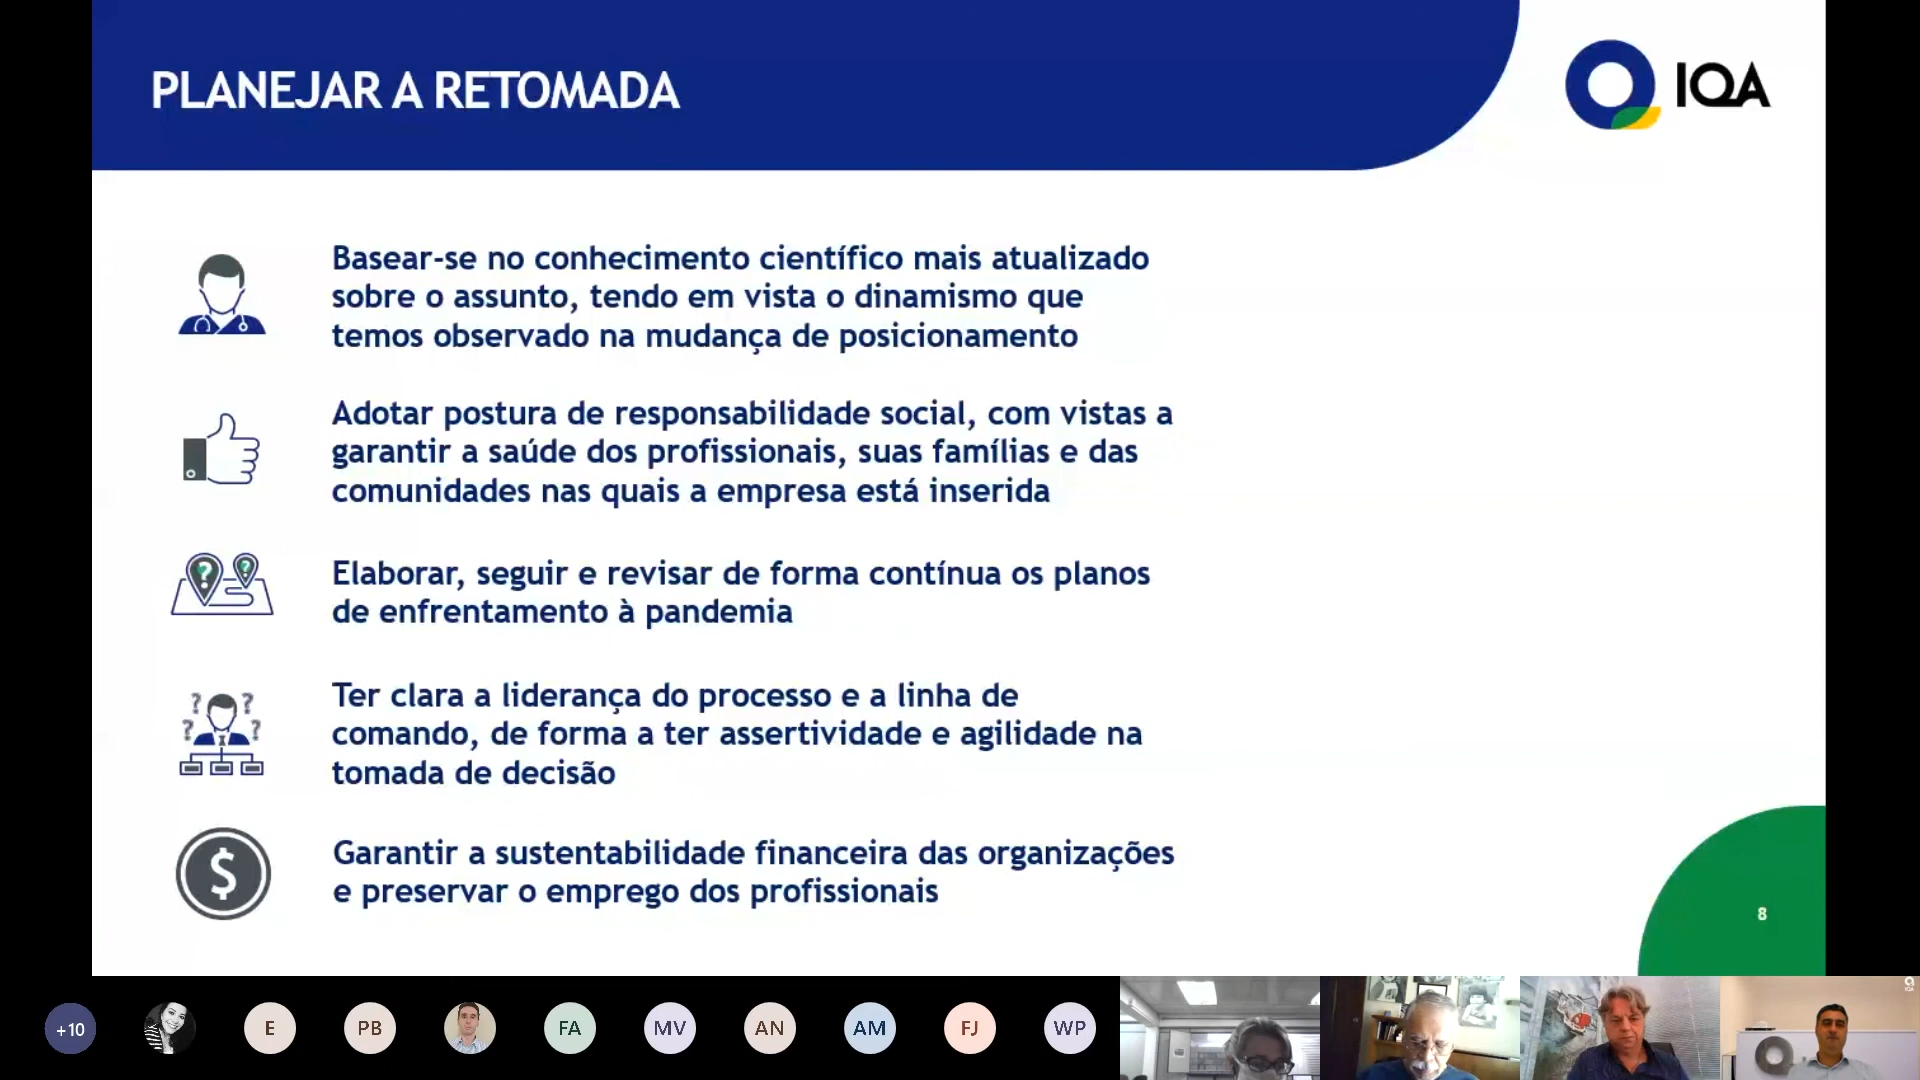 PLANEJAR A RETOMADA
IQA
Basear-se no conhecimento científico mais atualizado
sobre o assunto, tendo em vista o dinamismo que
temos observado na mudança de posicionamento
Adotar postura de responsabilidade social, com vistas a
garantir a saúde dos profissionais, suas famílias e das
comunidades nas quais a empresa está inserida
Elaborar, seguir e revisar de forma contínua os planos
de enfrentamento à pandemia
Ter clara a liderança do processo e a linha de
comando, de forma a ter assertividade e agilidade na
tomada de decisão
Garantir a sustentabilidade financeira das organizações
e preservar o emprego dos profissionais
8
+10
E
PB
FA
MV
AN
AM
FJ
WP
IQA